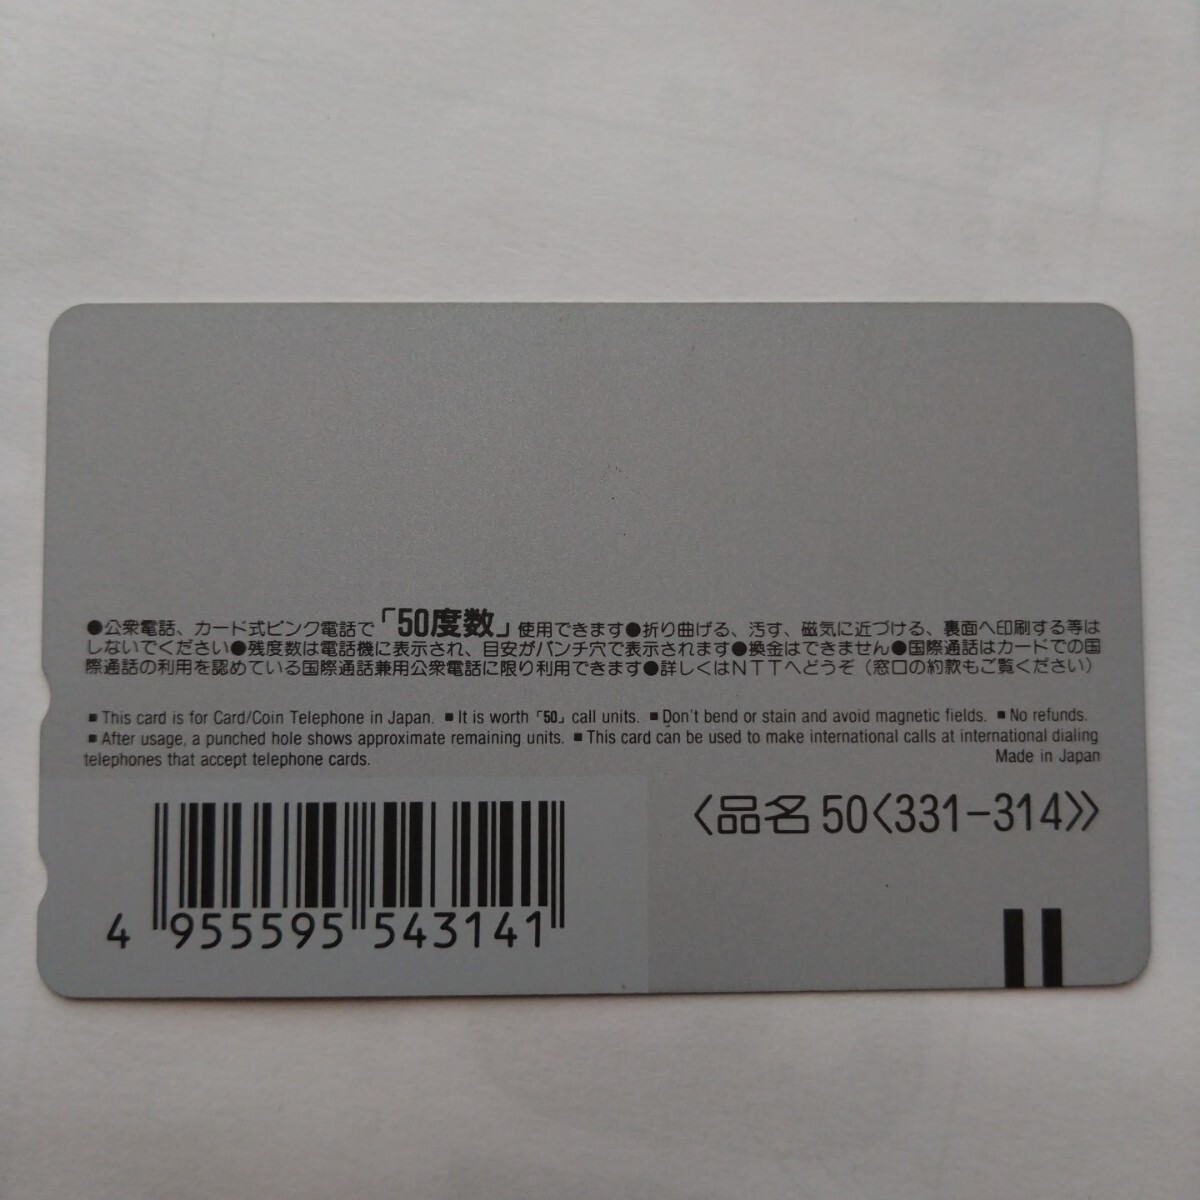 ●公衆電話、カード式ピンク電話で「50度数」使用できます●折り曲げる、汚す、磁気に近づける、裏面へ印刷する等は
しないでください●残度数は電話機に表示され、目安がパンチ穴で表示されます●換金はできません●国際通話はカードでの国
際通話の利用を認めている国際通話兼用公衆電話に限り利用できます●詳しくはNTTへどうぞ（窓口の約款もご覧ください）
■This card is for Card/Coin Telephone in Japan. ■It is worth「50」call units. ■Don't bend or stain and avoid magnetic fields. ■No refunds.
■After usage, a punched hole shows approximate remaining units. ■This card can be used to make international calls at international dialing
telephones that accept telephone cards. Made in Japan
〈品名 50〈331-314〉〉
4 955595 543141